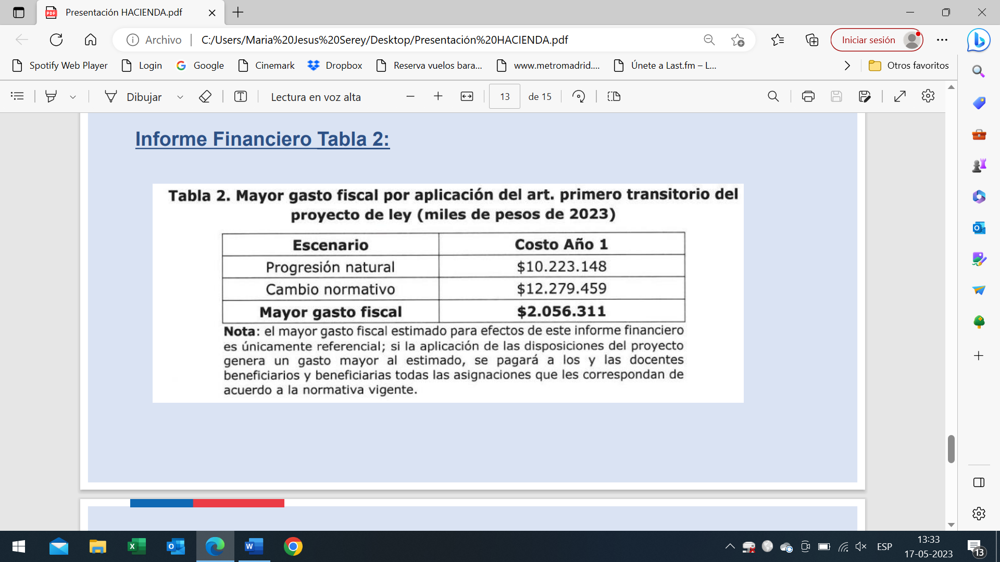 Presentación HACIENDA.pdf
Archivo
C:/Users/Maria%20Jesus%20Serey/Desktop/Presentación%20HACIENDA.pdf
Iniciar sesión
Spotify Web Player
Login
Google
Cinemark
Dropbox
Reserva vuelos bara...
www.metromadrid....
Únete a Last.fm – L...
Otros favoritos
Dibujar
Lectura en voz alta
13
de 15
Informe Financiero Tabla 2:
Tabla 2. Mayor gasto fiscal por aplicación del art. primero transitorio del
proyecto de ley (miles de pesos de 2023)
Escenario
Costo Año 1
Progresión natural
$10.223.148
Cambio normativo
$12.279.459
Mayor gasto fiscal
$2.056.311
Nota: el mayor gasto fiscal estimado para efectos de este informe financiero
es únicamente referencial; si la aplicación de las disposiciones del proyecto
genera un gasto mayor al estimado, se pagará a los y las docentes
beneficiarios y beneficiarias todas las asignaciones que les correspondan de
acuerdo a la normativa vigente.
ESP
13:33
17-05-2023
13